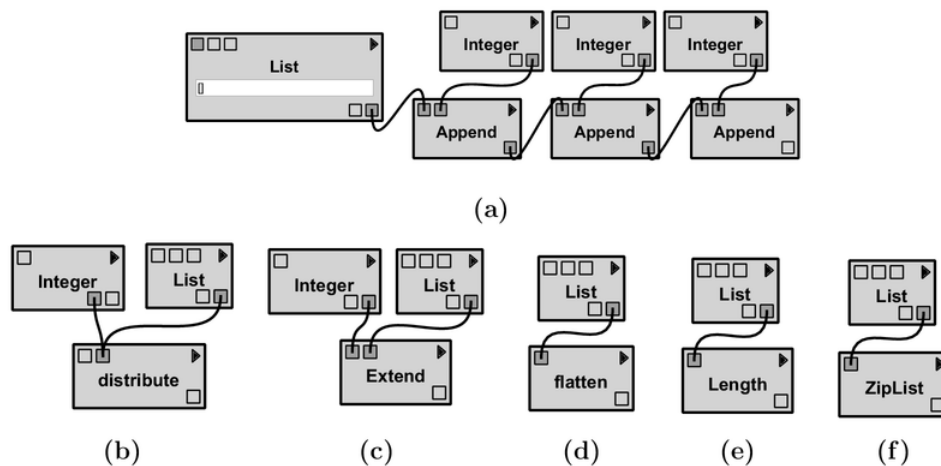 Integer Integer Integer
List
[]
Append Append Append
(a)
Integer List Integer List List List List
distribute Extend flatten Length ZipList
(b) (c) (d) (e) (f)